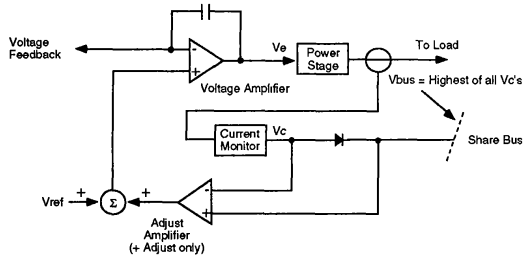 Voltage
Feedback
-
+
Voltage Amplifier
Ve
Power
Stage
To Load
Vbus = Highest of all Vc's
Share Bus
Current
Monitor
Vc
Vref
+
Σ
+
-
+
Adjust
Amplifier
(+ Adjust only)